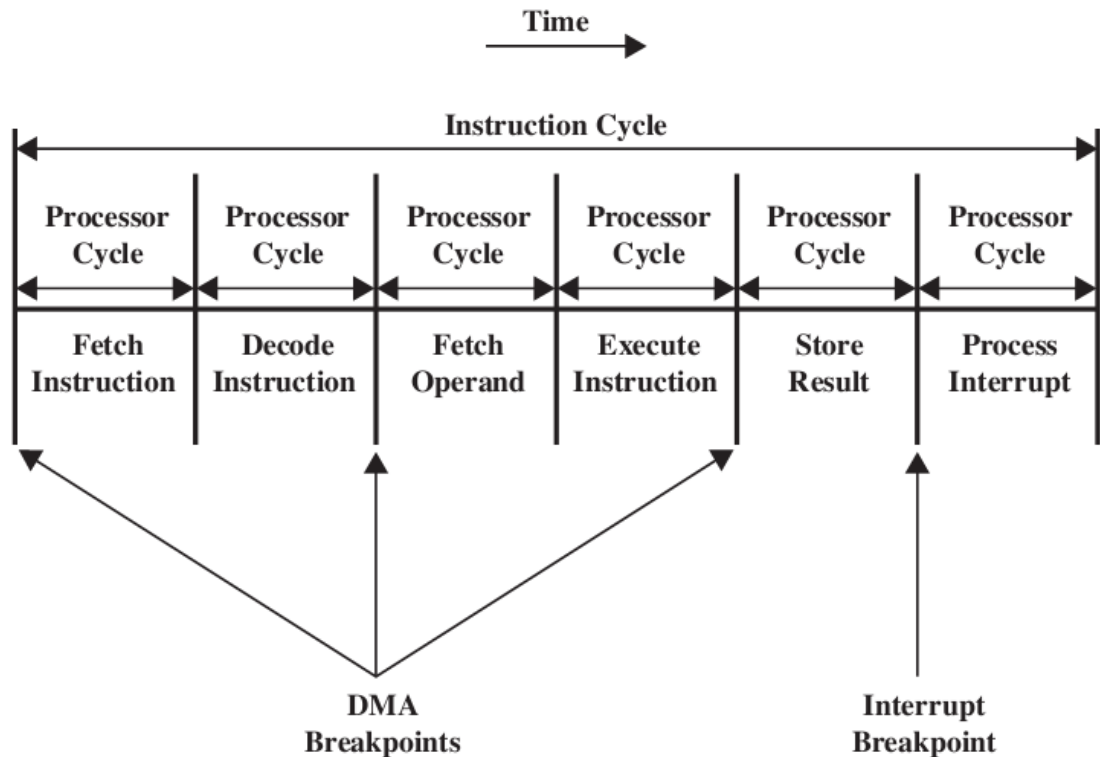 Time
Instruction Cycle
Processor Processor Processor Processor Processor Processor
Cycle Cycle Cycle Cycle Cycle Cycle
Fetch Decode Fetch Execute Store Process
Instruction Instruction Operand Instruction Result Interrupt
DMA Interrupt
Breakpoints Breakpoint